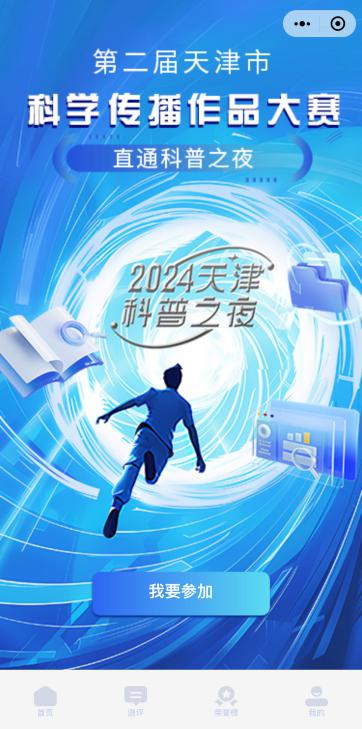 第二届天津市
科学传播作品大赛
直通科普之夜
2024天津
科普之夜
我要参加
首页
测评
荣誉榜
我的